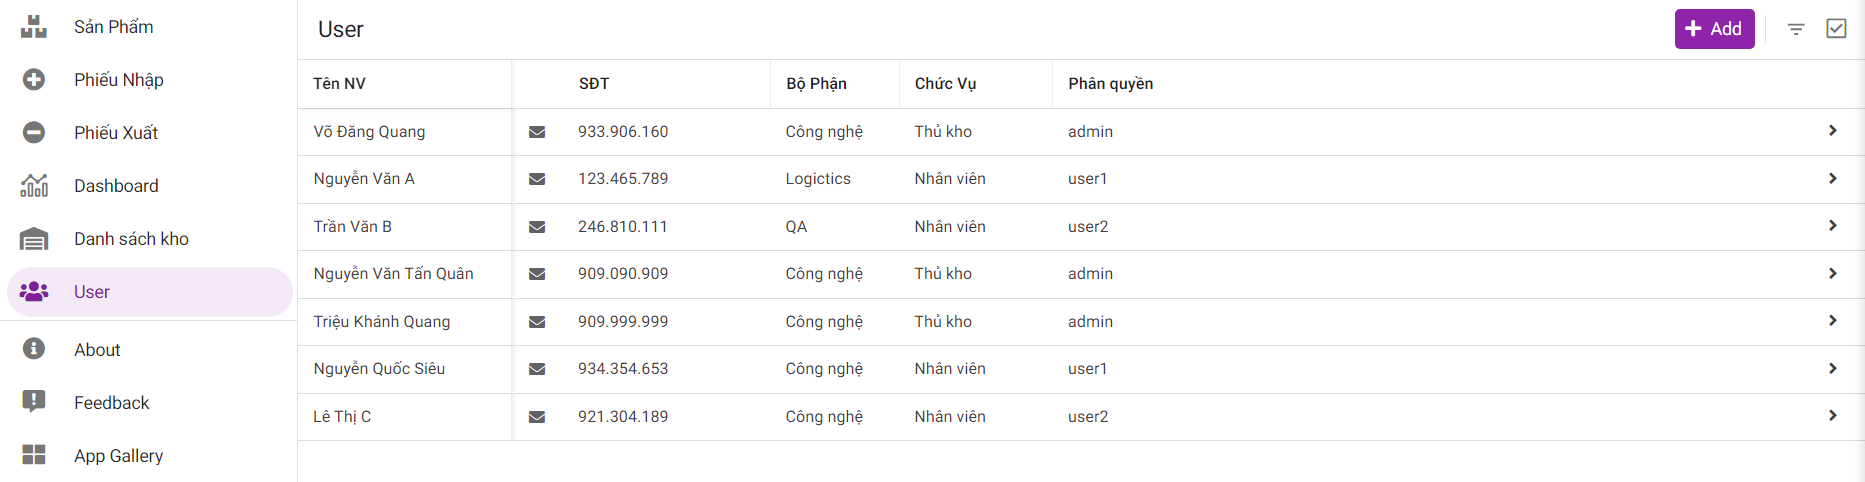 Sản Phẩm
Phiếu Nhập
Phiếu Xuất
Dashboard
Danh sách kho
User
About
Feedback
App Gallery
User
Add
Tên NV SĐT Bộ Phận Chức Vụ Phân quyền
Võ Đăng Quang 933.906.160 Công nghệ Thủ kho admin
Nguyễn Văn A 123.465.789 Logictics Nhân viên user1
Trần Văn B 246.810.111 QA Nhân viên user2
Nguyễn Văn Tấn Quân 909.090.909 Công nghệ Thủ kho admin
Triệu Khánh Quang 909.999.999 Công nghệ Thủ kho admin
Nguyễn Quốc Siêu 934.354.653 Công nghệ Nhân viên user1
Lê Thị C 921.304.189 Công nghệ Nhân viên user2